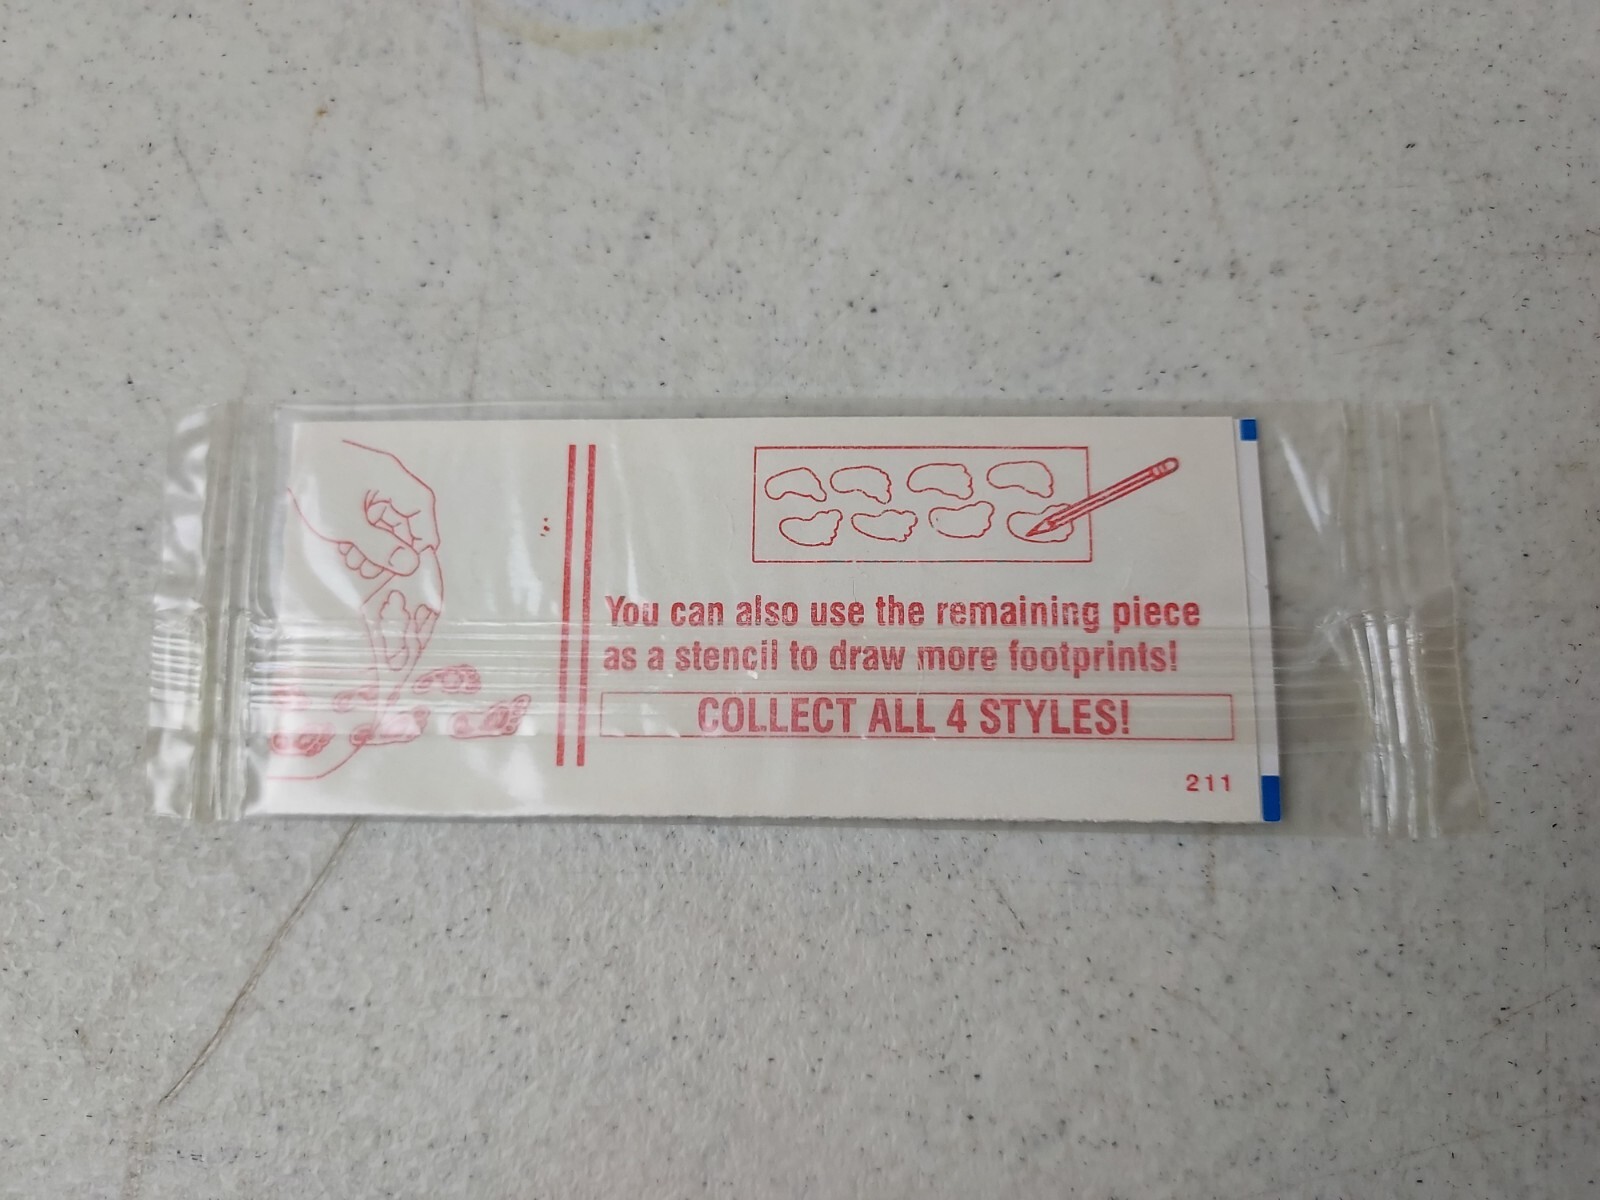 You can also use the remaining piece
as a stencil to draw more footprints!
COLLECT ALL 4 STYLES!
211